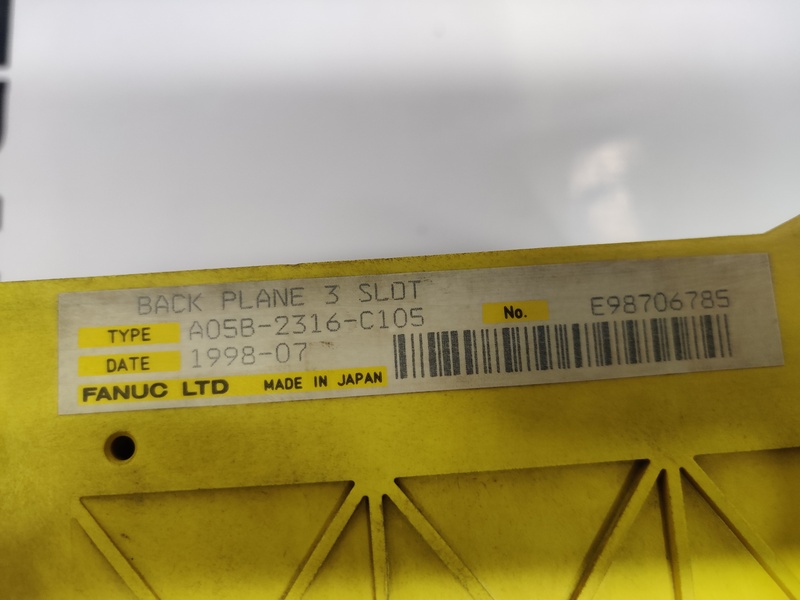 BACK PLANE 3 SLOT
TYPE A05B-2316-C105 No. E98706785
DATE 1998-07
FANUC LTD MADE IN JAPAN